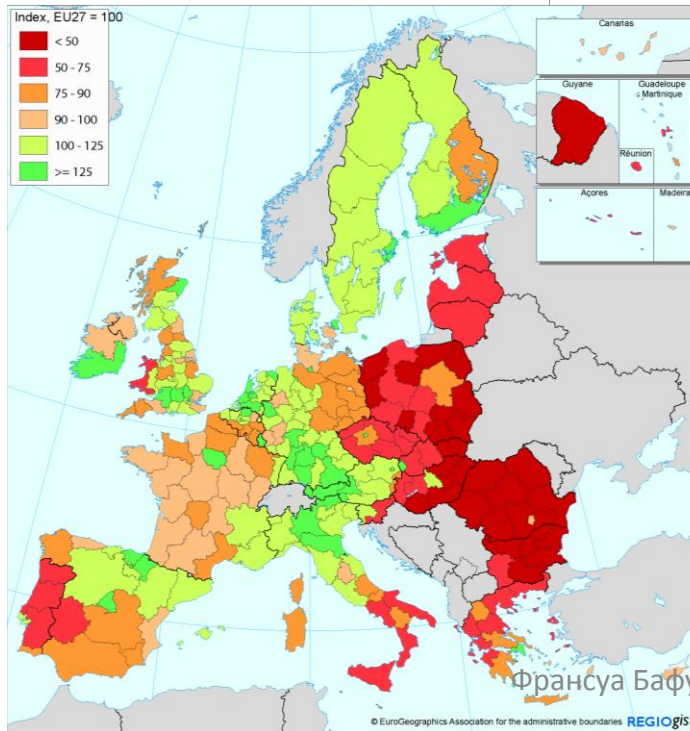 Index, EU27 = 100
< 50
50 - 75
75 - 90
90 - 100
100 - 125
>= 125
Canarias
Guyane
Guadeloupe
Martinique
Réunion
Açores
Madeira
Франсуа Бафу
© EuroGeographics Association for the administrative boundaries REGIOgis